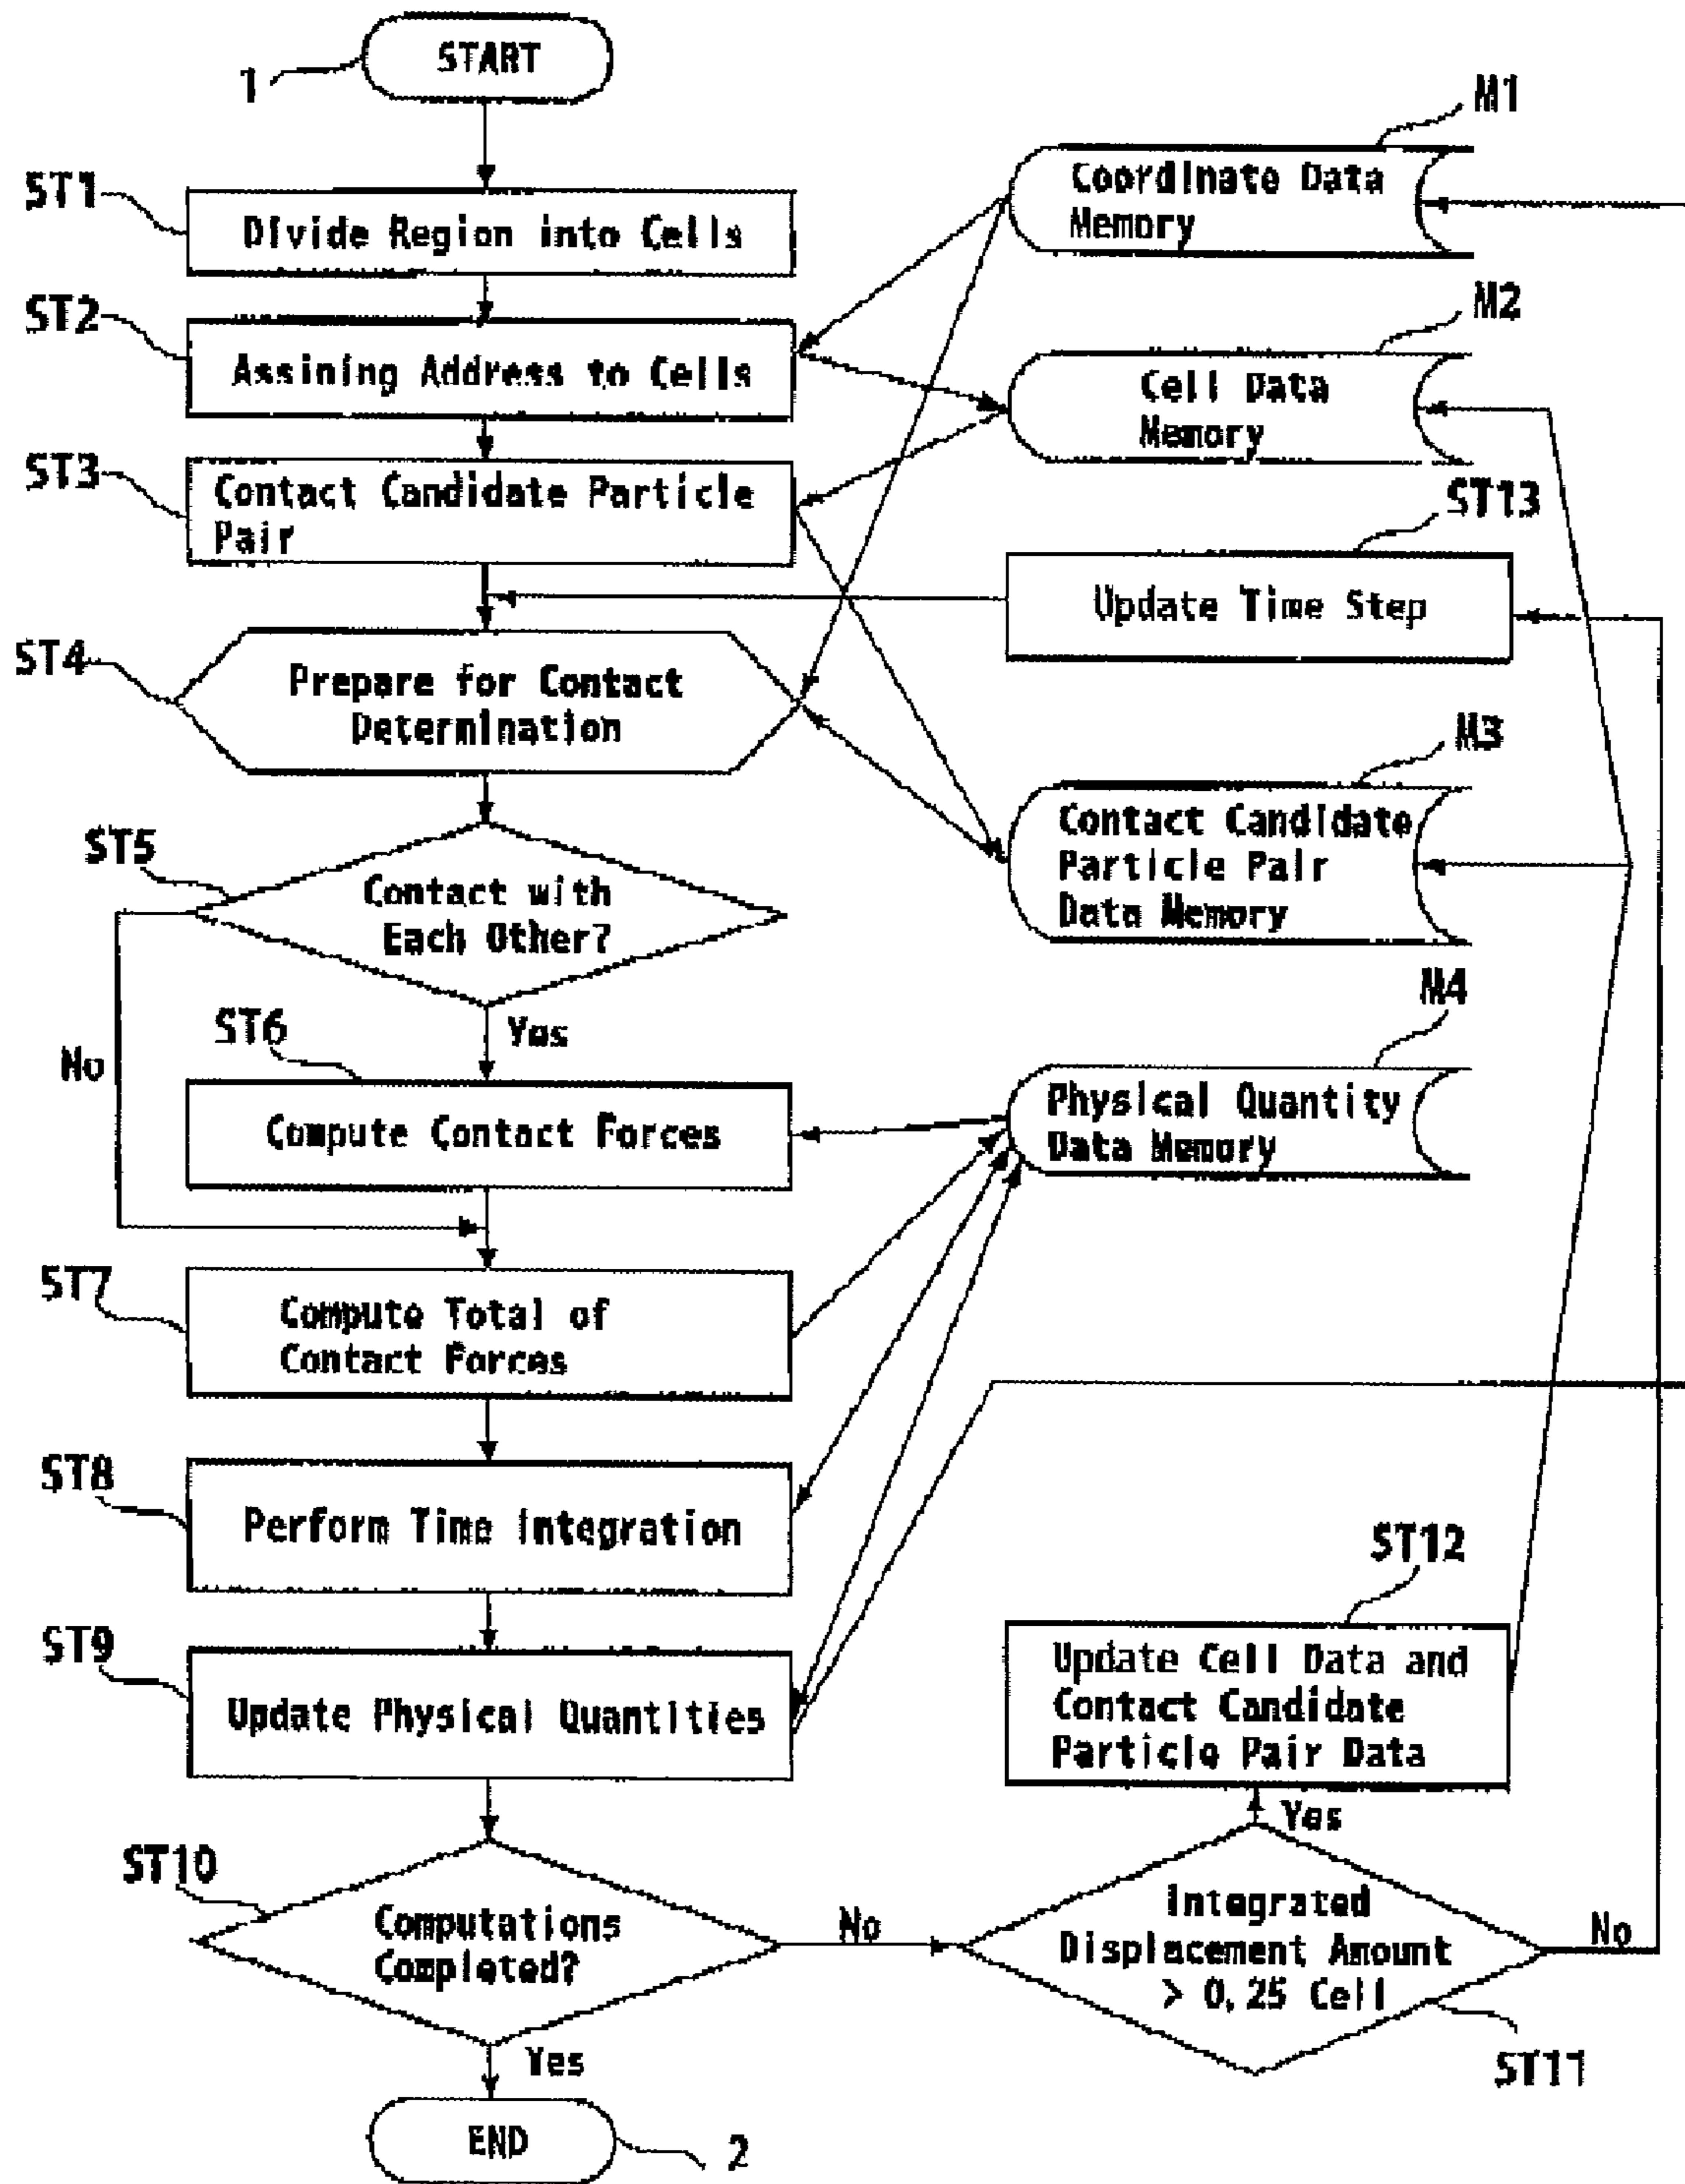 START
1
ST1
Divide Region into Cells
ST2
Assining Address to Cells
ST3
Contact Candidate Particle
Pair
ST4
Prepare for Contact
Determination
ST5
Contact with
Each Other?
Yes
No
ST6
Compute Contact Forces
ST7
Compute Total of
Contact Forces
ST8
Perform Time Integration
ST9
Update Physical Quantities
ST10
Computations
Completed?
No
Yes
END
2
M1
Coordinate Data
Memory
M2
Cell Data
Memory
ST13
Update Time Step
M3
Contact Candidate
Particle Pair
Data Memory
M4
Physical Quantity
Data Memory
ST12
Update Cell Data and
Contact Candidate
Particle Pair Data
Yes
Integrated
Displacement Amount
> 0.25 Cell
No
ST11